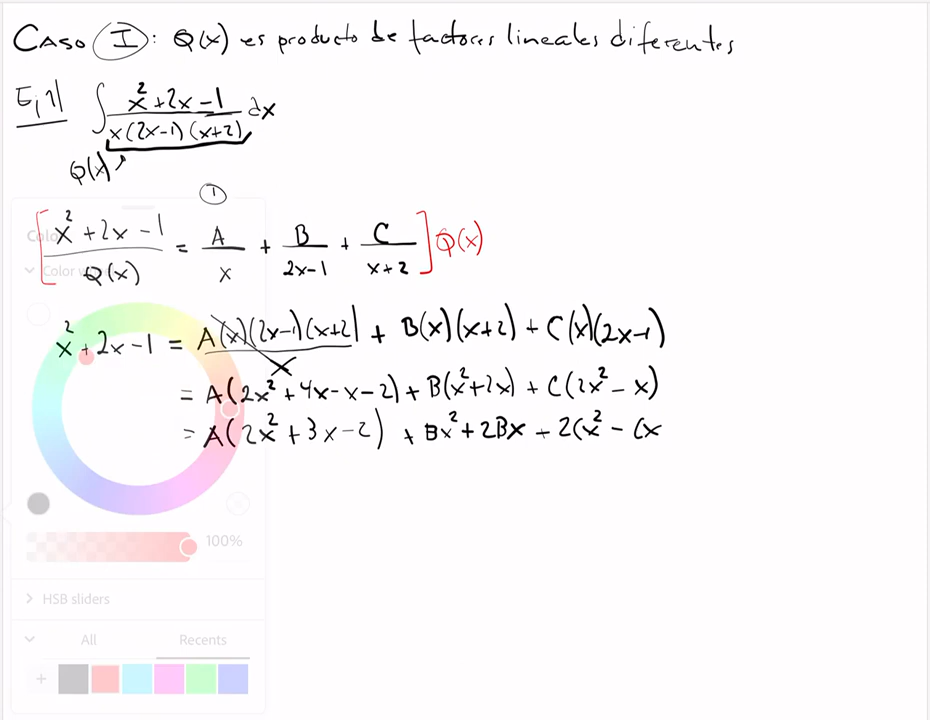 Caso I: Q(x) es producto de factores lineales diferentes
Ej 1) ∫ x²+2x-1 / x(2x-1)(x+2) dx
Q(x)
①
[x²+2x-1 / Q(x) = A/x + B/2x-1 + C/x+2] Q(x)
Color w
x²+2x-1 = A(x)(2x-1)(x+2)/x + B(x)(x+2) + C(x)(2x-1)
= A(2x²+4x-x-2) + B(x²+2x) + C(2x²-x)
= A(2x²+3x-2) + Bx²+2Bx + 2Cx² - Cx
100%
HSB sliders
All Recents
+